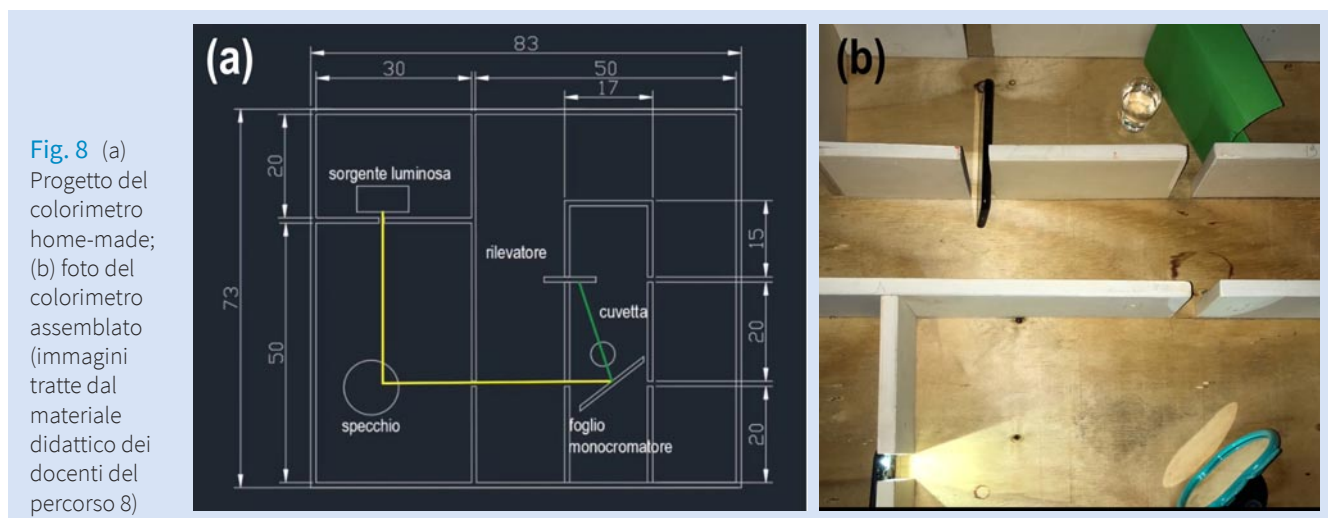 Fig. 8 (a)
Progetto del
colorimetro
home-made;
(b) foto del
colorimetro
assemblato
(immagini
tratte dal
materiale
didattico dei
docenti del
percorso 8)
(a)
83
30
50
17
20
sorgente luminosa
15
rilevatore
73
cuvetta
20
50
specchio
foglio
monocromatore
20
(b)